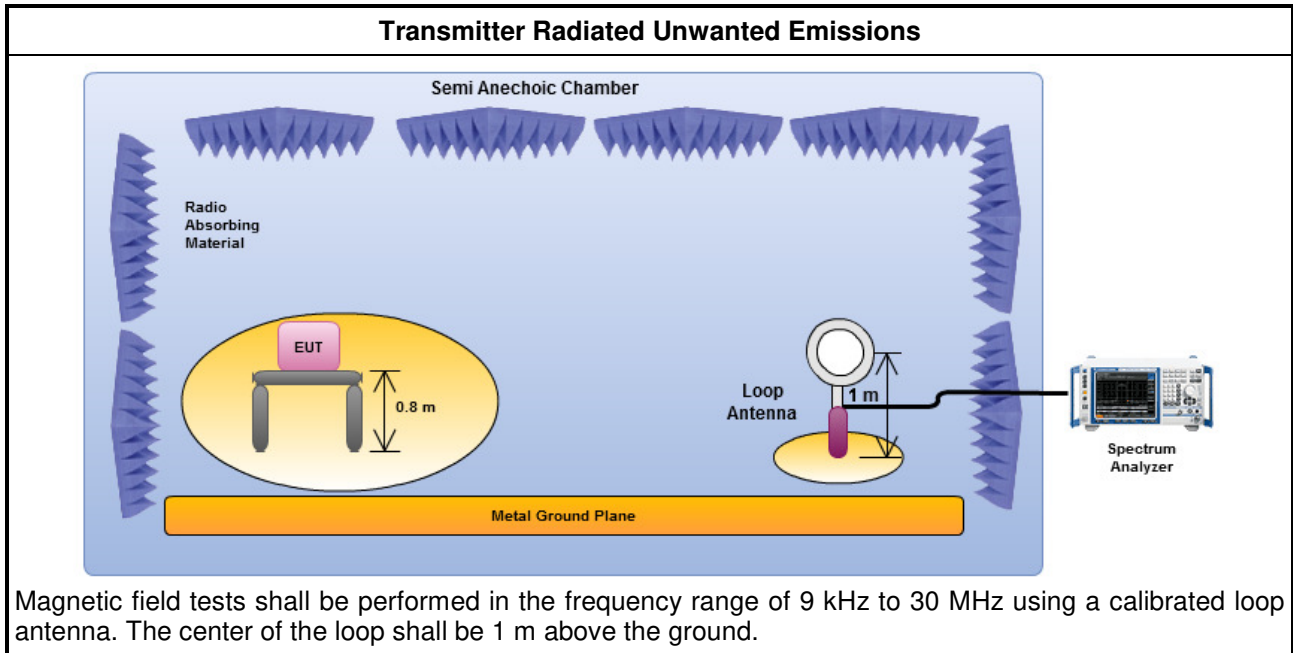 Transmitter Radiated Unwanted Emissions
Semi Anechoic Chamber
Radio
Absorbing
Material
EUT
0.8 m
Loop
Antenna
1 m
Spectrum
Analyzer
Metal Ground Plane
Magnetic field tests shall be performed in the frequency range of 9 kHz to 30 MHz using a calibrated loop
antenna. The center of the loop shall be 1 m above the ground.